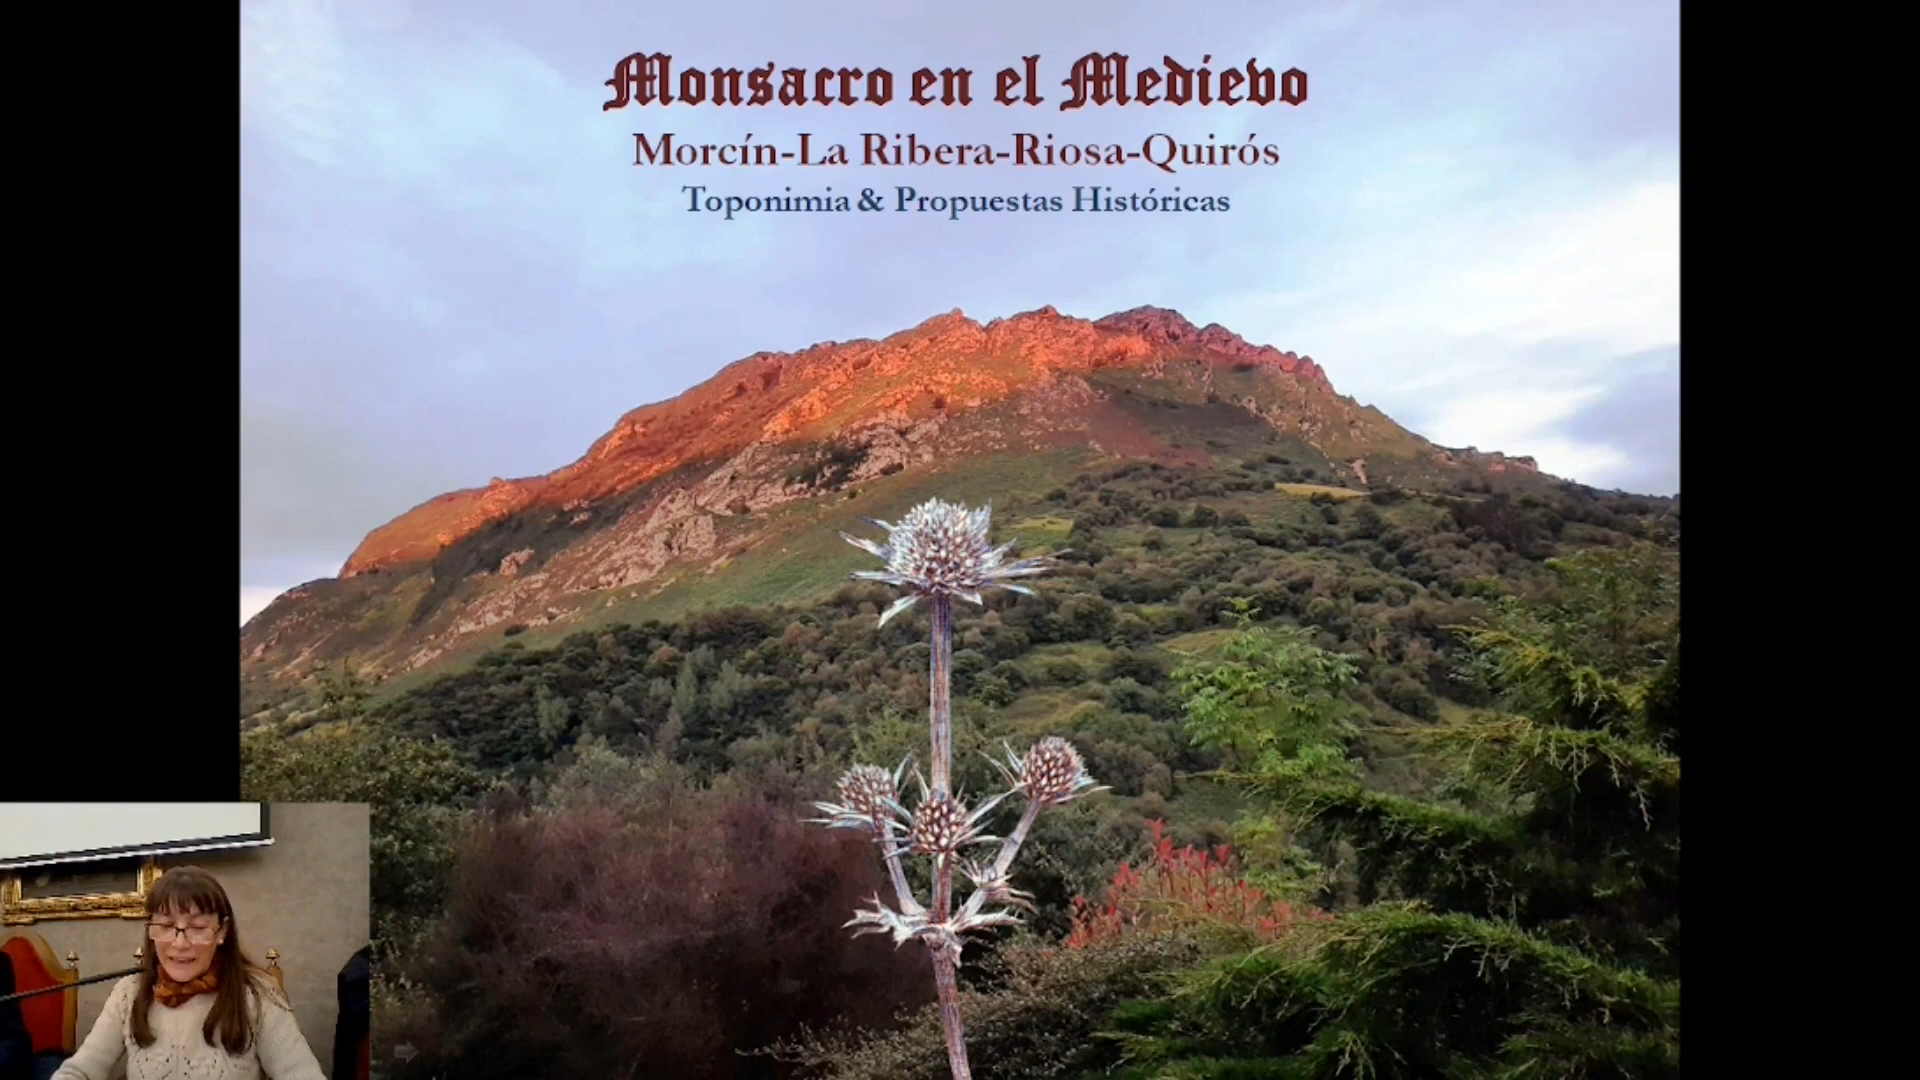 Monsacro en el Medievo
Morcín-La Ribera-Riosa-Quirós
Toponimia & Propuestas Históricas